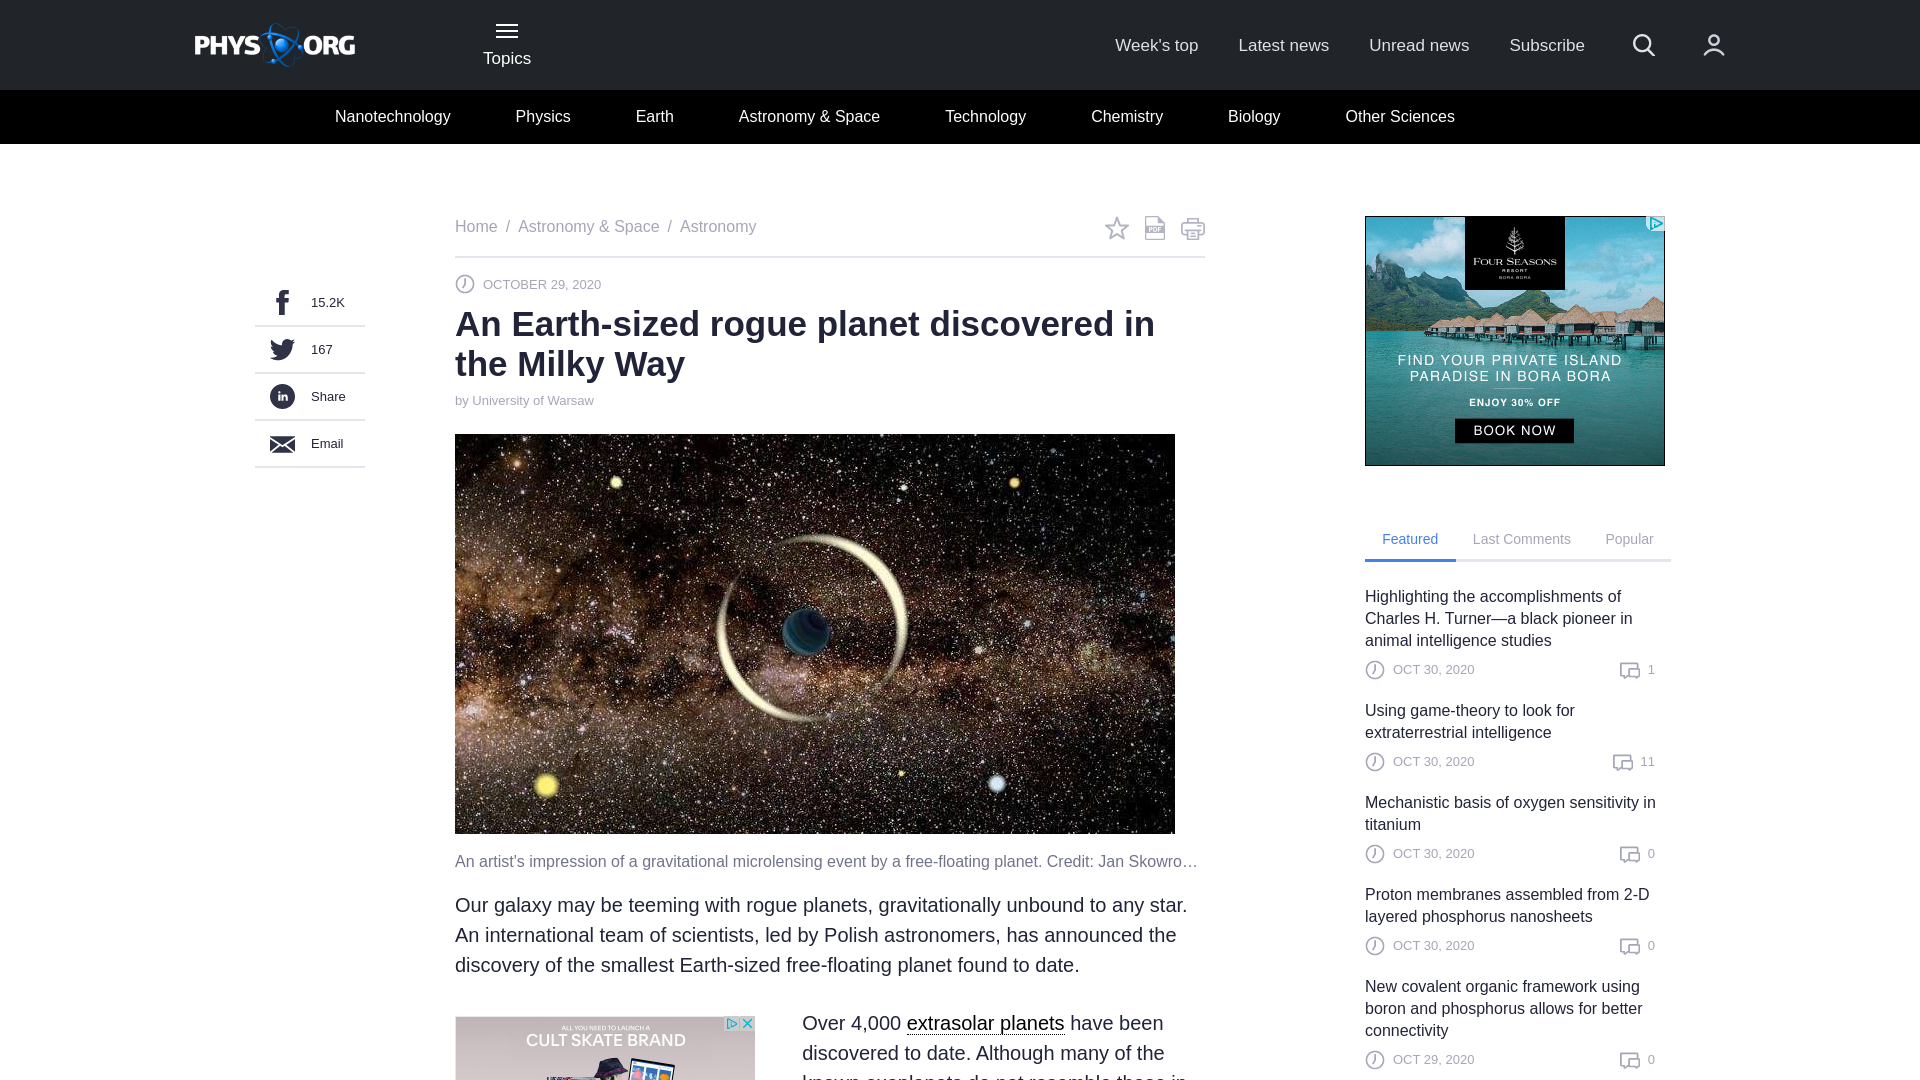 PHYS ORG
Topics
Week's top
Latest news
Unread news
Subscribe
Nanotechnology
Physics
Earth
Astronomy & Space
Technology
Chemistry
Biology
Other Sciences
Home / Astronomy & Space / Astronomy
PDF
15.2K
167
in Share
Email
OCTOBER 29, 2020
An Earth-sized rogue planet discovered in
the Milky Way
by University of Warsaw
An artist's impression of a gravitational microlensing event by a free-floating planet. Credit: Jan Skowro…
Our galaxy may be teeming with rogue planets, gravitationally unbound to any star.
An international team of scientists, led by Polish astronomers, has announced the
discovery of the smallest Earth-sized free-floating planet found to date.
ALL YOU NEED TO LAUNCH A
CULT SKATE BRAND
Over 4,000 extrasolar planets have been
discovered to date. Although many of the
known exoplanets do not resemble those in
FOUR SEASONS
RESORT
BORA BORA
FIND YOUR PRIVATE ISLAND
PARADISE IN BORA BORA
ENJOY 30% OFF
BOOK NOW
Featured
Last Comments
Popular
Highlighting the accomplishments of
Charles H. Turner—a black pioneer in
animal intelligence studies
OCT 30, 2020
1
Using game-theory to look for
extraterrestrial intelligence
OCT 30, 2020
11
Mechanistic basis of oxygen sensitivity in
titanium
OCT 30, 2020
0
Proton membranes assembled from 2-D
layered phosphorus nanosheets
OCT 30, 2020
0
New covalent organic framework using
boron and phosphorus allows for better
connectivity
OCT 29, 2020
0